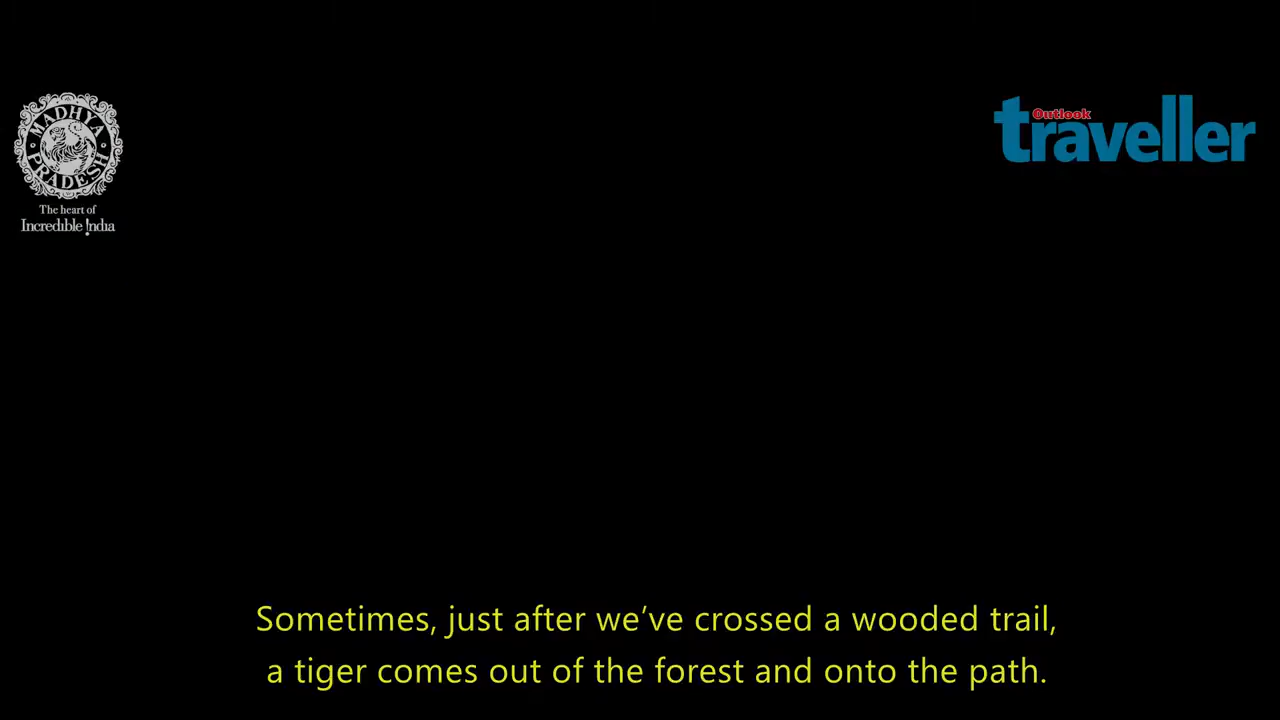 MADHYA PRADESH
The heart of
Incredible !ndia
Outlook
traveller
Sometimes, just after we’ve crossed a wooded trail,
a tiger comes out of the forest and onto the path.